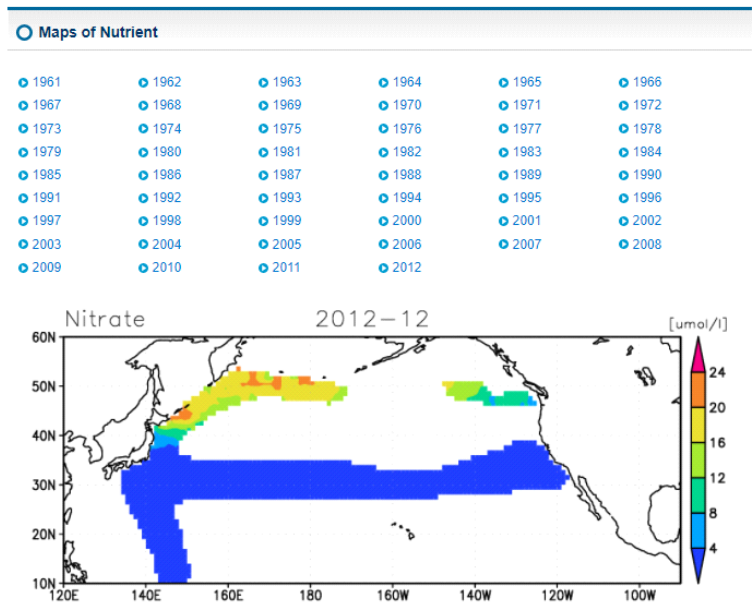 Maps of Nutrient
1961 1962 1963 1964 1965 1966
1967 1968 1969 1970 1971 1972
1973 1974 1975 1976 1977 1978
1979 1980 1981 1982 1983 1984
1985 1986 1987 1988 1989 1990
1991 1992 1993 1994 1995 1996
1997 1998 1999 2000 2001 2002
2003 2004 2005 2006 2007 2008
2009 2010 2011 2012
Nitrate 2012-12 [umol/l]
60N
24
50N
20
40N
16
12
30N
8
20N
4
10N
120E 140E 160E 180 160W 140W 120W 100W